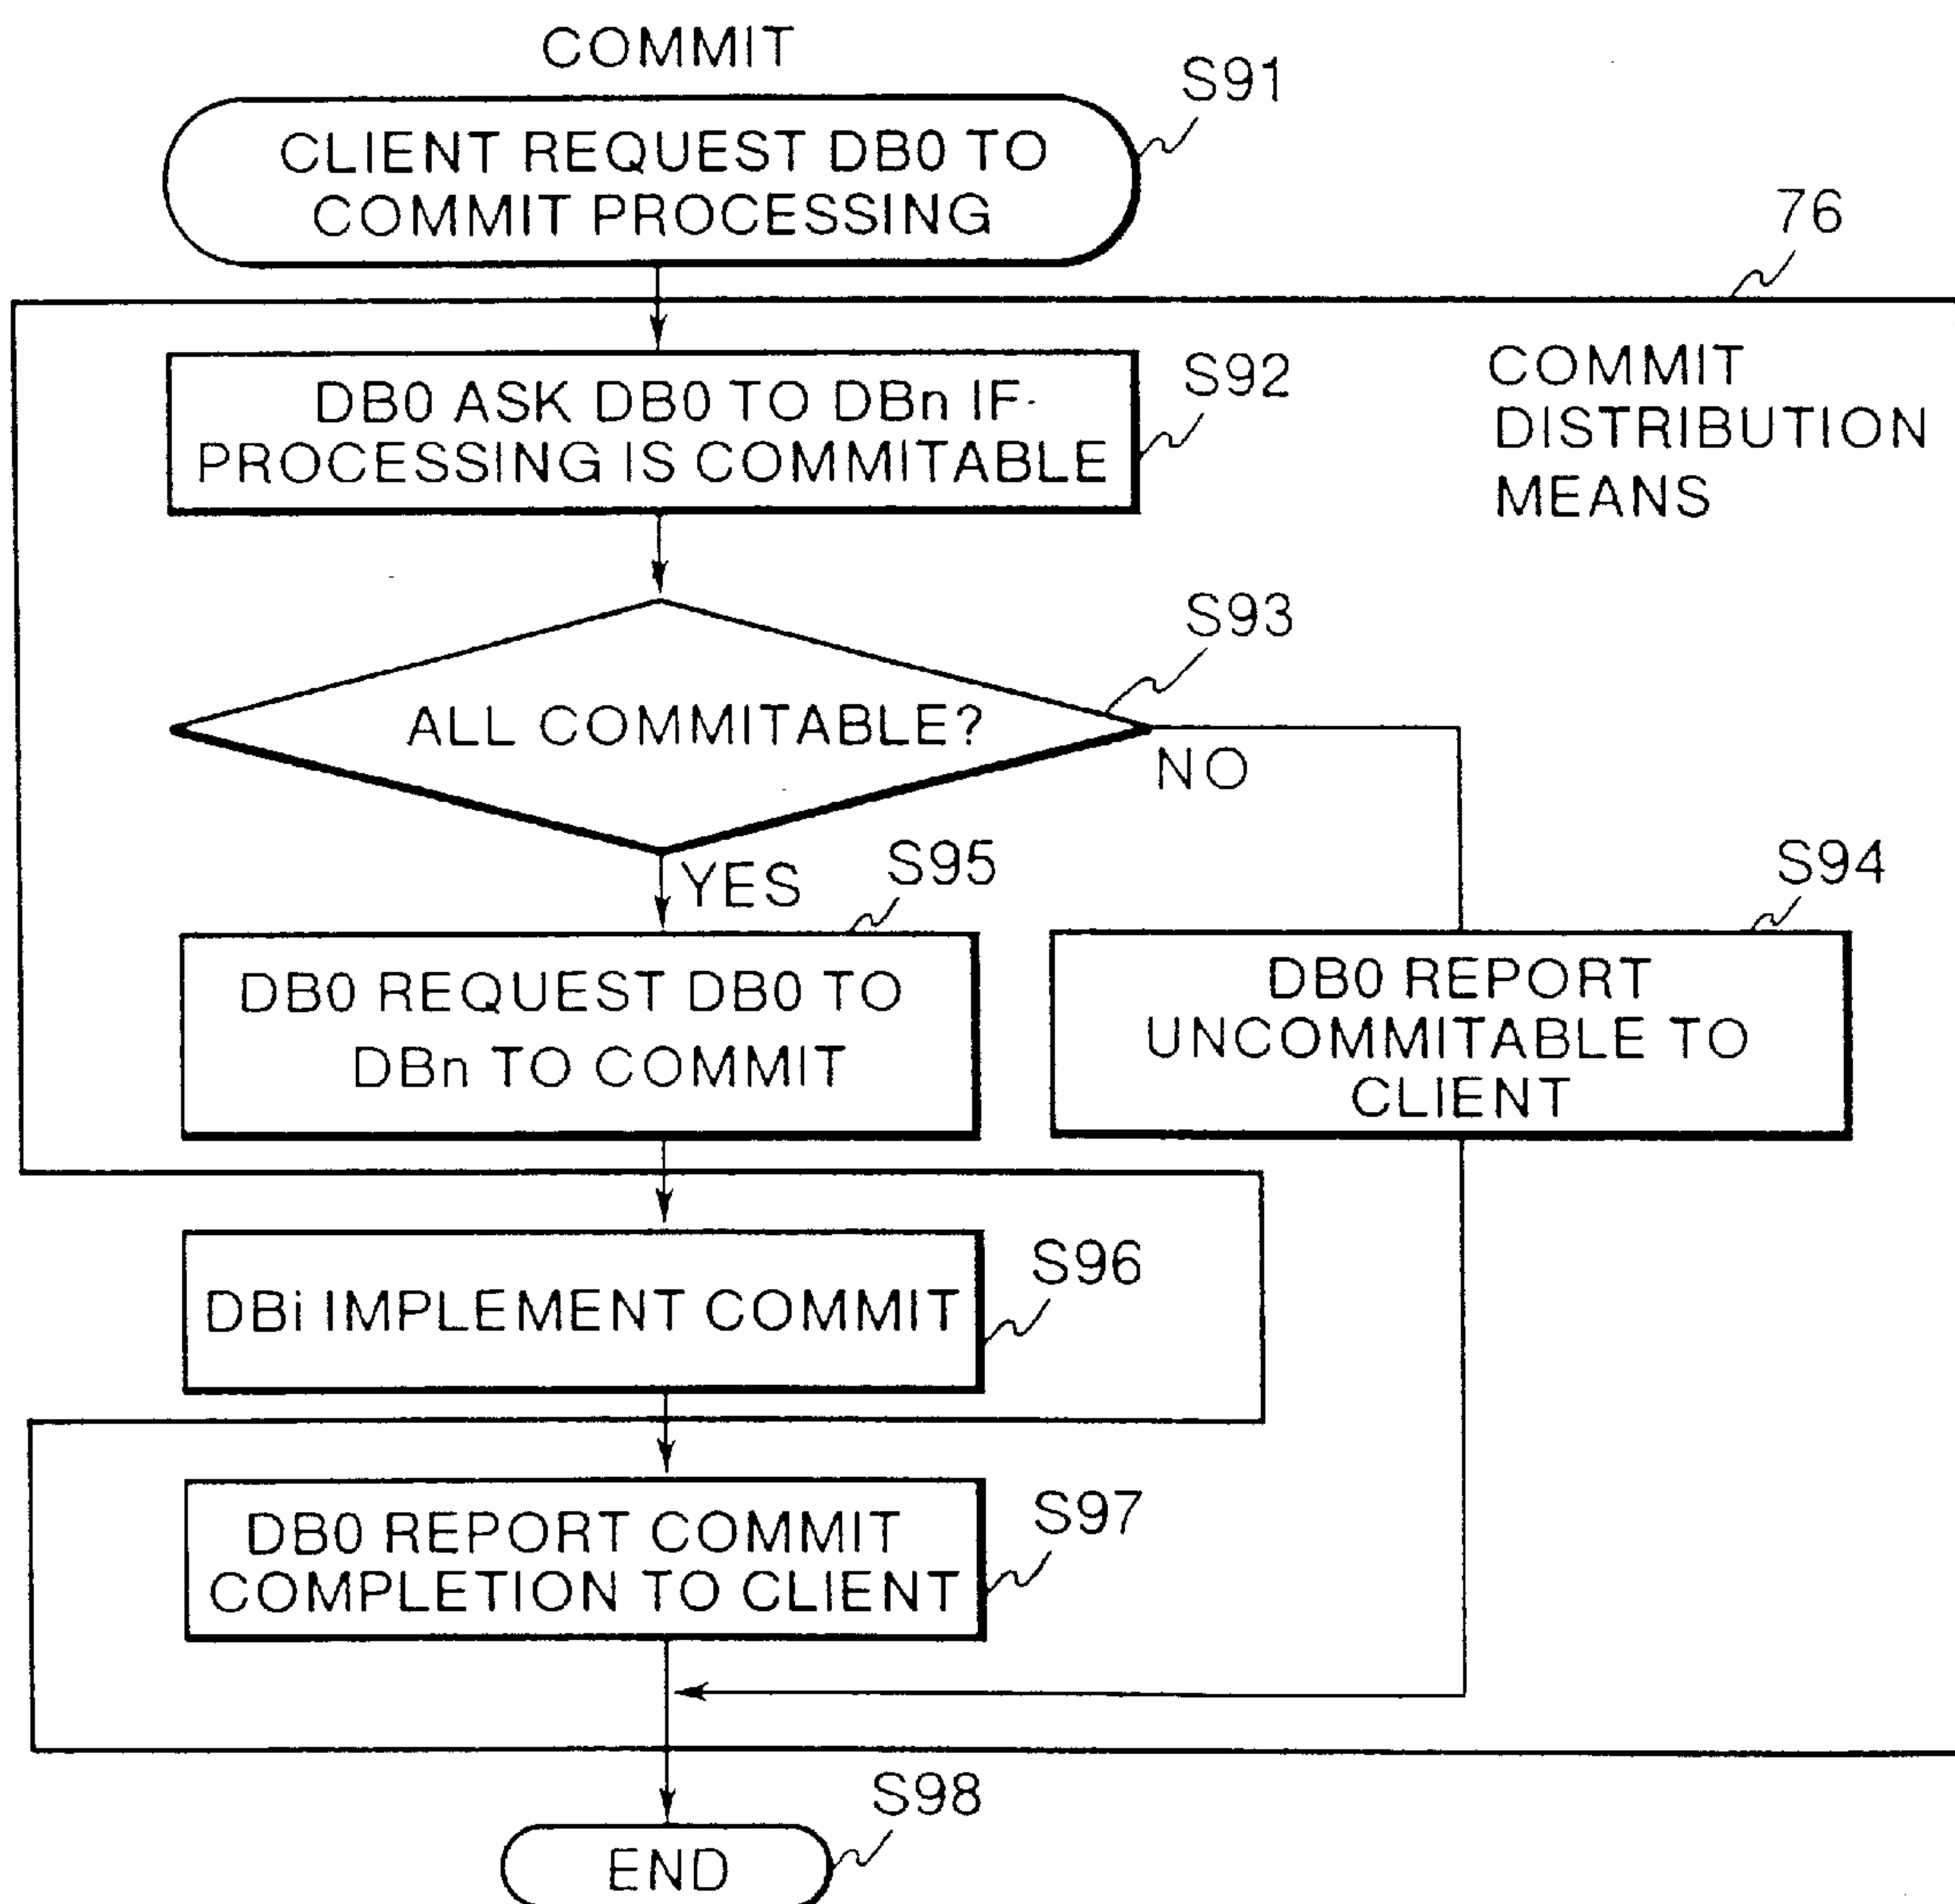 COMMIT
S91
CLIENT REQUEST DB0 TO
COMMIT PROCESSING
76
COMMIT
DISTRIBUTION
MEANS
S92
DB0 ASK DB0 TO DBn IF
PROCESSING IS COMMITABLE
S93
ALL COMMITABLE?
NO
YES
S95
S94
DB0 REQUEST DB0 TO
DBn TO COMMIT
DB0 REPORT
UNCOMMITABLE TO
CLIENT
S96
DBi IMPLEMENT COMMIT
S97
DB0 REPORT COMMIT
COMPLETION TO CLIENT
S98
END